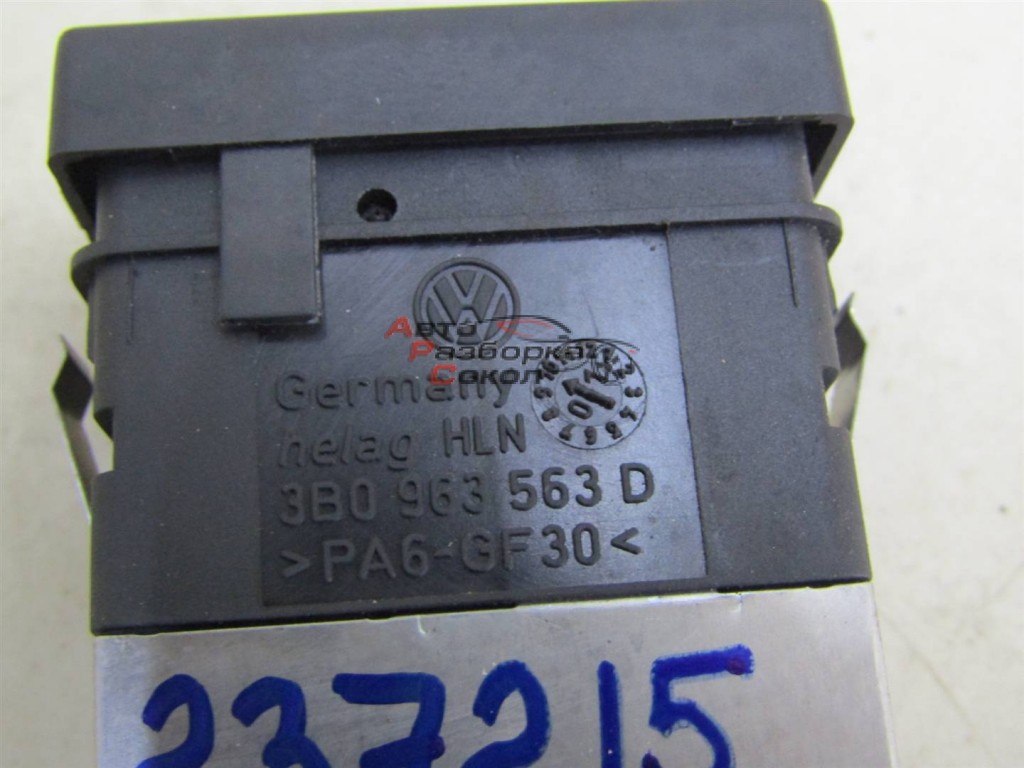 Авто
Разборка
Сокол
Germany
helag HLN
3B0 963 563 D
>PA6-GF30<
237215